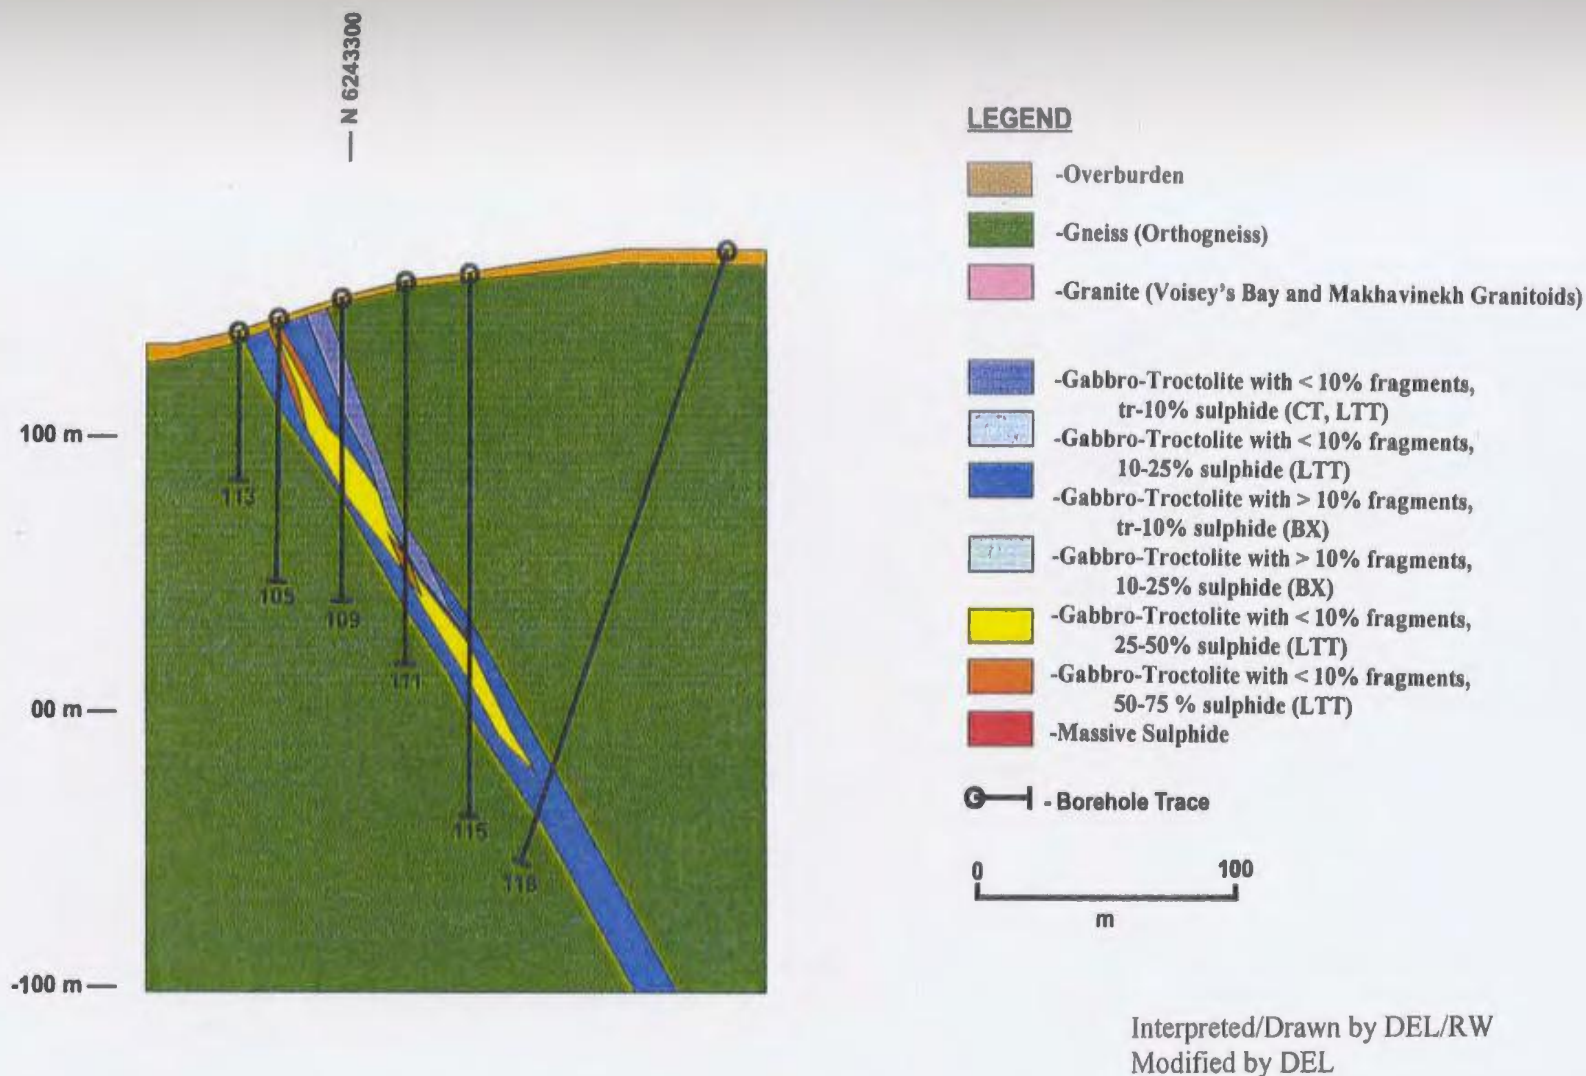 — N 6243300
LEGEND
-Overburden
-Gneiss (Orthogneiss)
-Granite (Voisey's Bay and Makhavinekh Granitoids)
-Gabbro-Troctolite with < 10% fragments,
tr-10% sulphide (CT, LTT)
-Gabbro-Troctolite with < 10% fragments,
10-25% sulphide (LTT)
-Gabbro-Troctolite with > 10% fragments,
tr-10% sulphide (BX)
-Gabbro-Troctolite with > 10% fragments,
10-25% sulphide (BX)
-Gabbro-Troctolite with < 10% fragments,
25-50% sulphide (LTT)
-Gabbro-Troctolite with < 10% fragments,
50-75 % sulphide (LTT)
-Massive Sulphide
- Borehole Trace
0 100
m
100 m
00 m
-100 m
113
105
109
171
115
118
Interpreted/Drawn by DEL/RW
Modified by DEL